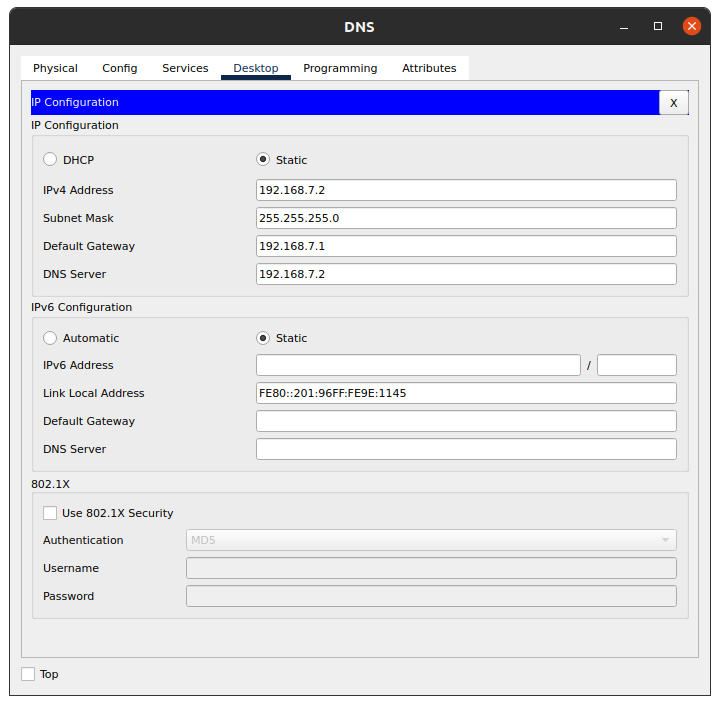 DNS
Physical Config Services Desktop Programming Attributes
IP Configuration X
IP Configuration
DHCP Static
IPv4 Address 192.168.7.2
Subnet Mask 255.255.255.0
Default Gateway 192.168.7.1
DNS Server 192.168.7.2
IPv6 Configuration
Automatic Static
IPv6 Address /
Link Local Address FE80::201:96FF:FE9E:1145
Default Gateway
DNS Server
802.1X
Use 802.1X Security
Authentication MD5
Username
Password
Top